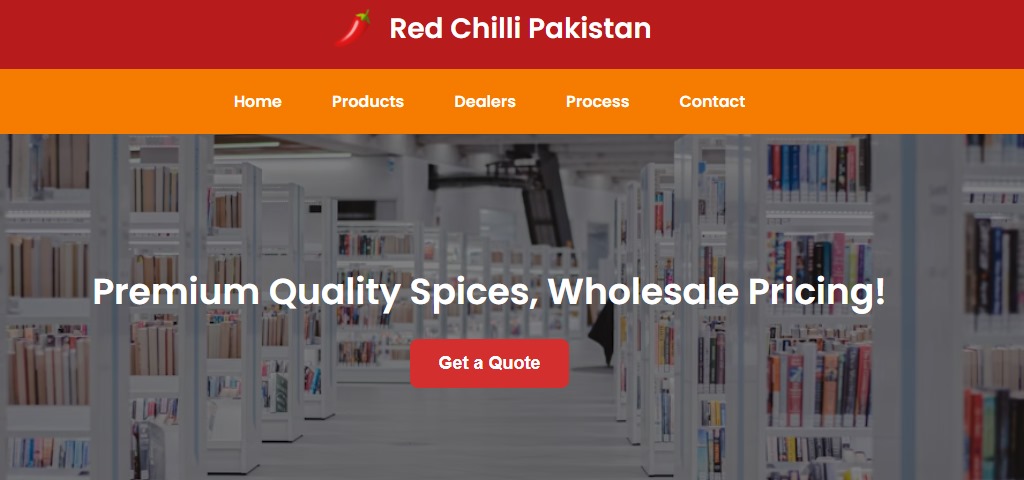 Red Chilli Pakistan
Home Products Dealers Process Contact
Premium Quality Spices, Wholesale Pricing!
Get a Quote